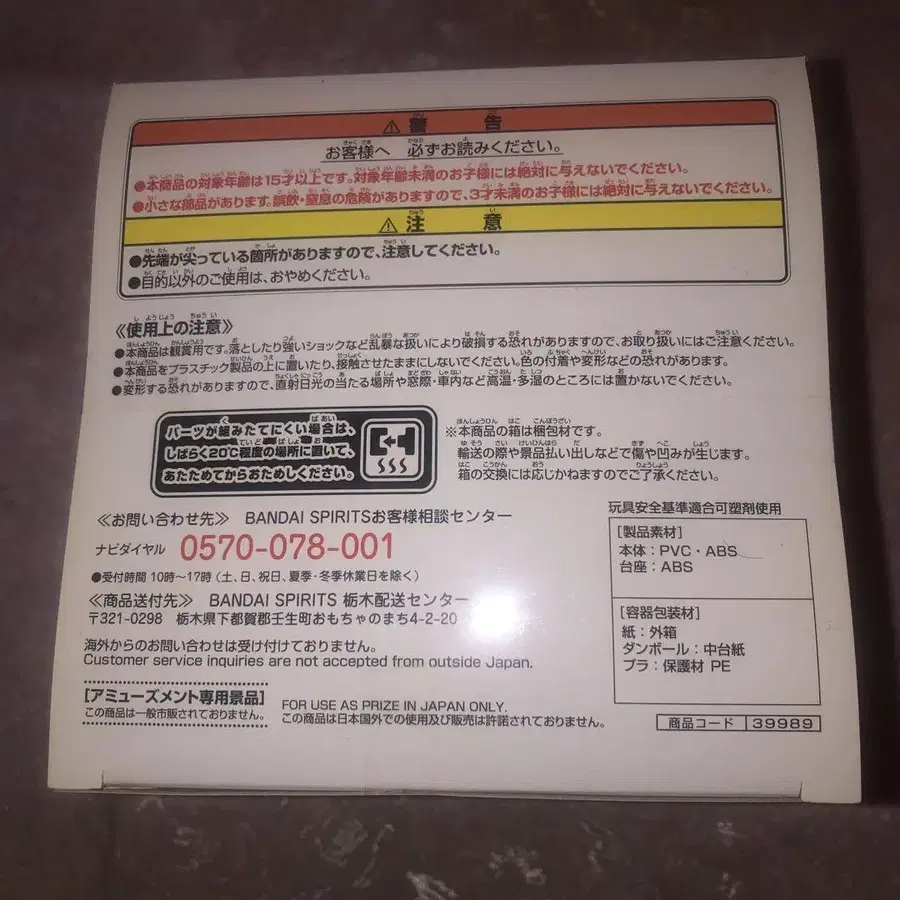 ⚠警告
お客様へ 必ずお読みください。
●本商品の対象年齢は15才以上です。対象年齢未満のお子様には絶対に与えないでください。
●小さな部品があります。誤飲・窒息の危険がありますので、3才未満のお子様には絶対に与えないでください。
⚠注意
●先端が尖っている箇所がありますので、注意してください。
●目的以外のご使用は、おやめください。
≪使用上の注意≫
●本商品は観賞用です。落としたり強いショックなど乱暴な扱いにより破損する恐れがありますので、お取り扱いにはご注意ください。
●本商品をプラスチック製品の上に置いたり、接触させたままにしないでください。色の付着や変形などの恐れがあります。
●変形する恐れがありますので、直射日光の当たる場所や窓際・車内など高温・多湿のところには置かないでください。
パーツが組みたてにくい場合は、
しばらく20℃程度の場所に置いて、
あたためてからおためしください。
※本商品の箱は梱包材です。
輸送の際や景品払い出しなどで傷や凹みが生じます。
箱の交換には応じかねますのでご了承ください。
≪お問い合わせ先≫ BANDAI SPIRITSお客様相談センター
ナビダイヤル 0570-078-001
●受付時間 10時〜17時(土、日、祝日、夏季・冬季休業日を除く)
≪商品送付先≫ BANDAI SPIRITS 栃木配送センター
〒321-0298 栃木県下都賀郡壬生町おもちゃのまち4-2-20
海外からのお問い合わせは受け付けておりません。
Customer service inquiries are not accepted from outside Japan.
[アミューズメント専用景品]
この商品は一般市販されておりません。
FOR USE AS PRIZE IN JAPAN ONLY.
この商品は日本国外での使用及び販売は許諾されておりません。
玩具安全基準適合可塑剤使用
[製品素材]
本体:PVC・ABS
台座:ABS
[容器包装材]
紙:外箱
ダンボール:中台紙
プラ:保護材 PE
商品コード 39989